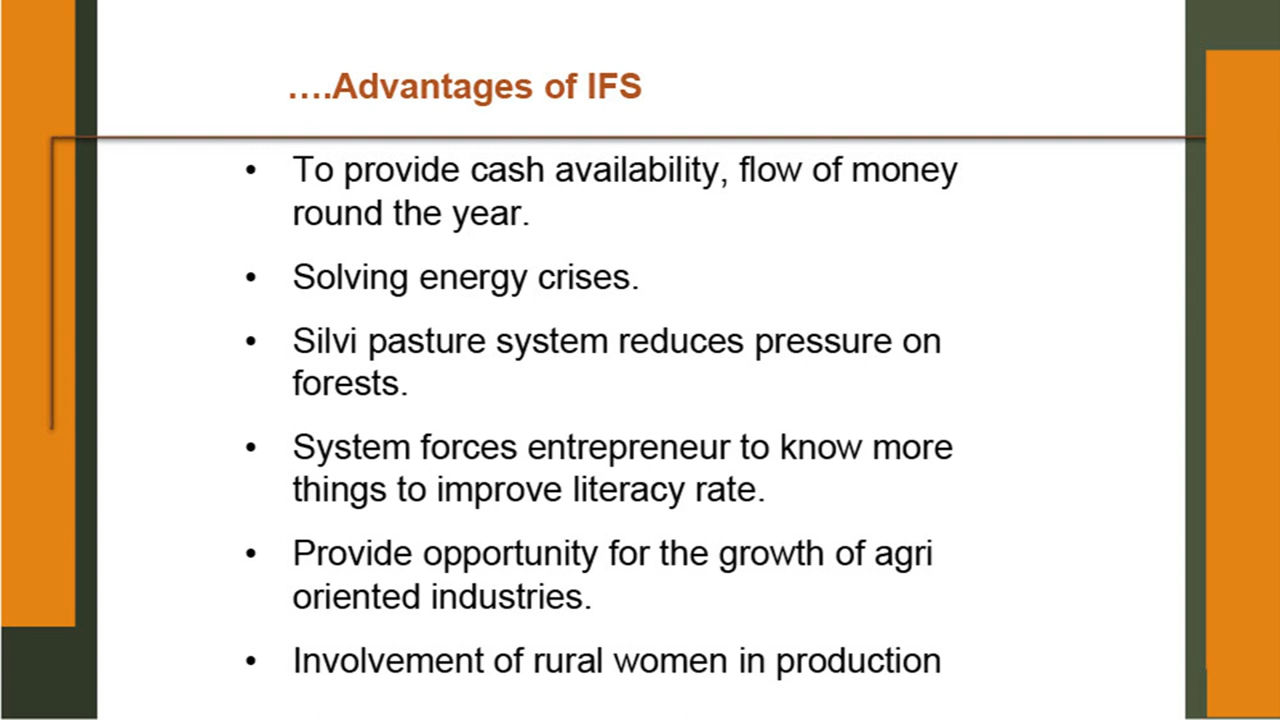 ....Advantages of IFS
• To provide cash availability, flow of money
round the year.
• Solving energy crises.
• Silvi pasture system reduces pressure on
forests.
• System forces entrepreneur to know more
things to improve literacy rate.
• Provide opportunity for the growth of agri
oriented industries.
• Involvement of rural women in production